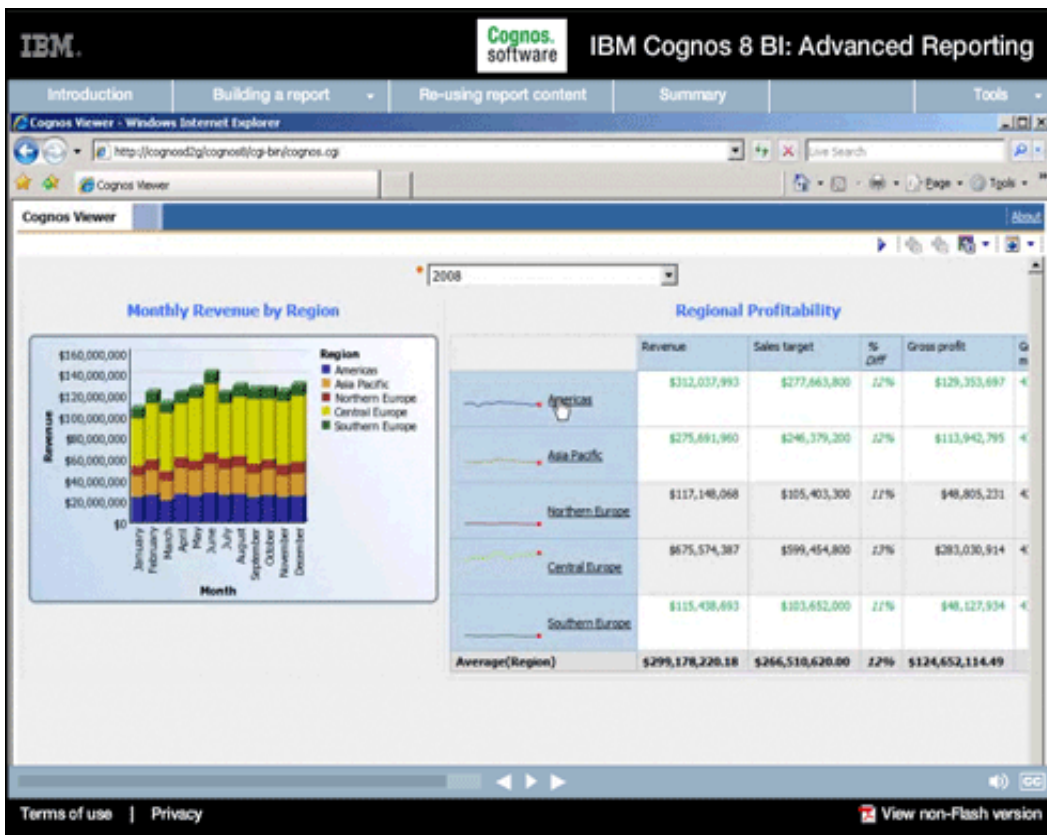 IBM.
Cognos.
software
IBM Cognos 8 BI: Advanced Reporting
Introduction Building a report Re-using report content Summary Tools
Cognos Viewer - Windows Internet Explorer
http://cognosd2g/cognos8/cgi-bin/cognos.cgi
Live Search
Cognos Viewer
Page Tools
Cognos Viewer
About
2008
Monthly Revenue by Region
Revenue
$160,000,000
$140,000,000
$120,000,000
$100,000,000
$80,000,000
$60,000,000
$40,000,000
$20,000,000
$0
January
February
March
April
May
June
July
August
September
October
November
December
Month
Region
Americas
Asia Pacific
Northern Europe
Central Europe
Southern Europe
Regional Profitability
Revenue Sales target % Diff Gross profit
Americas $312,037,993 $277,663,800 12% $129,353,697
Asia Pacific $275,691,960 $246,379,200 12% $113,942,795
Northern Europe $117,148,068 $105,403,300 11% $48,805,231
Central Europe $675,574,387 $599,454,800 13% $283,030,914
Southern Europe $115,438,693 $103,652,000 11% $48,127,934
Average(Region) $299,178,220.18 $266,510,620.00 12% $124,652,114.49
CC
Terms of use | Privacy
View non-Flash version